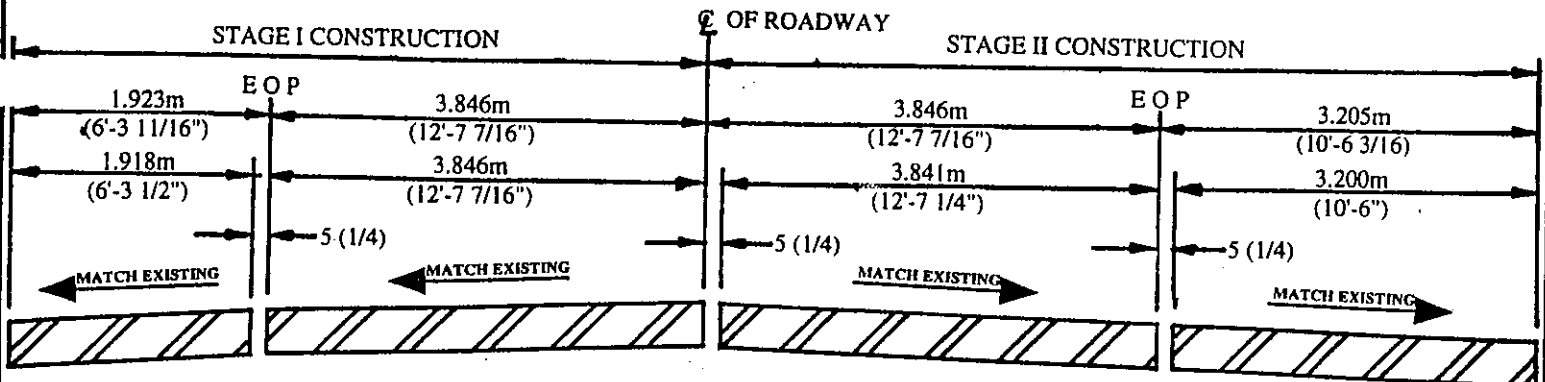 ℄ OF ROADWAY
STAGE I CONSTRUCTION
STAGE II CONSTRUCTION
E O P
E O P
1.923m
(6'-3 11/16")
3.846m
(12'-7 7/16")
3.846m
(12'-7 7/16")
3.205m
(10'-6 3/16)
1.918m
(6'-3 1/2")
3.846m
(12'-7 7/16")
3.841m
(12'-7 1/4")
3.200m
(10'-6")
5 (1/4)
5 (1/4)
5 (1/4)
MATCH EXISTING
MATCH EXISTING
MATCH EXISTING
MATCH EXISTING